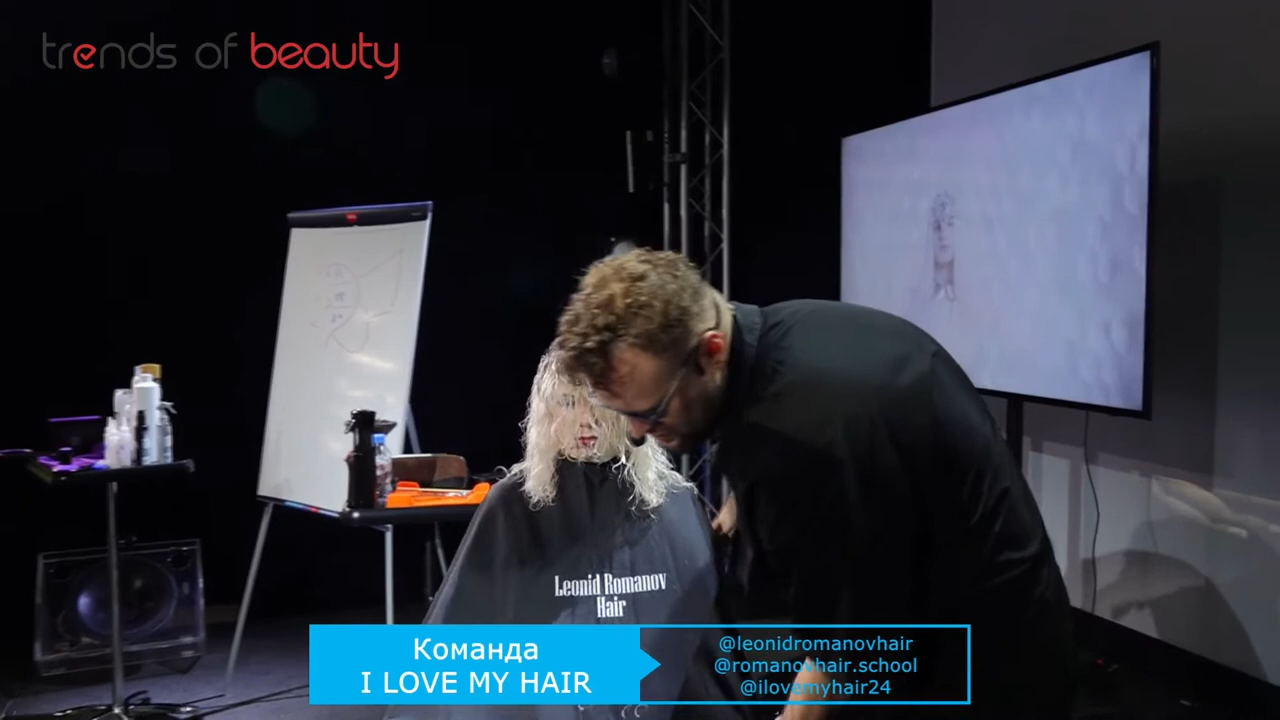 trends of beauty
Leonid Romanov
Hair
Команда
I LOVE MY HAIR
@leonidromanovhair
@romanovhair.school
@ilovemyhair24